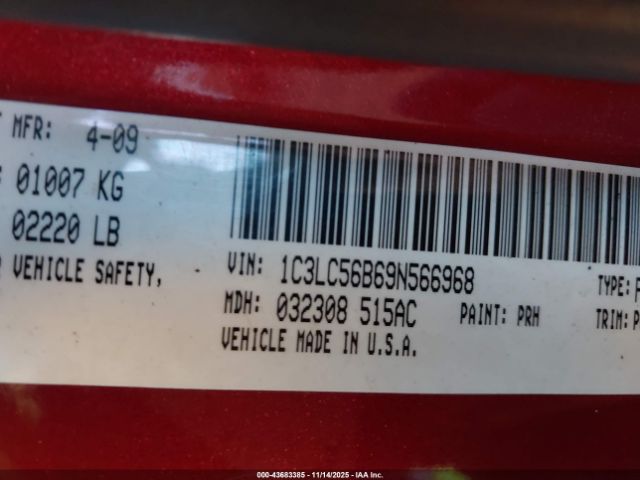 MFR: 4-09
01007 KG
02220 LB
VEHICLE SAFETY,
VIN: 1C3LC56B69N566968
MDH: 032308 515AC
PAINT: PRH
VEHICLE MADE IN U.S.A.
TYPE:
TRIM:
000-43683385 - 11/14/2025 - IAA Inc.